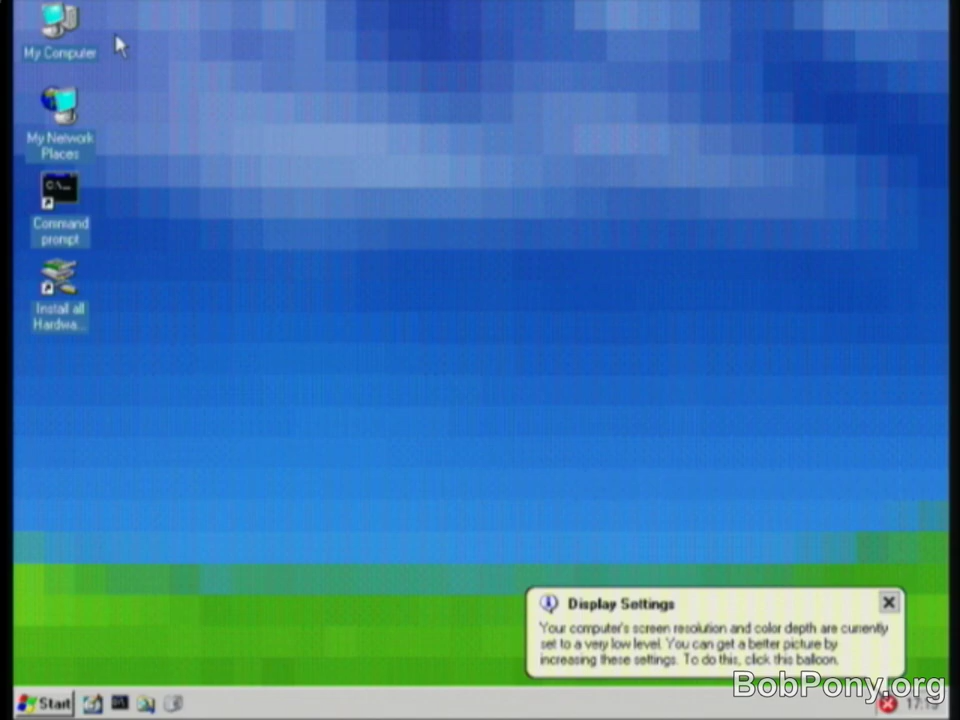 My Computer
My Network
Places
C:\...
Command
prompt
Install all
Hardwa...
Display Settings
Your computer's screen resolution and color depth are currently
set to a very low level. You can get a better picture by
increasing these settings. To do this, click this balloon.
BobPony.org
Start